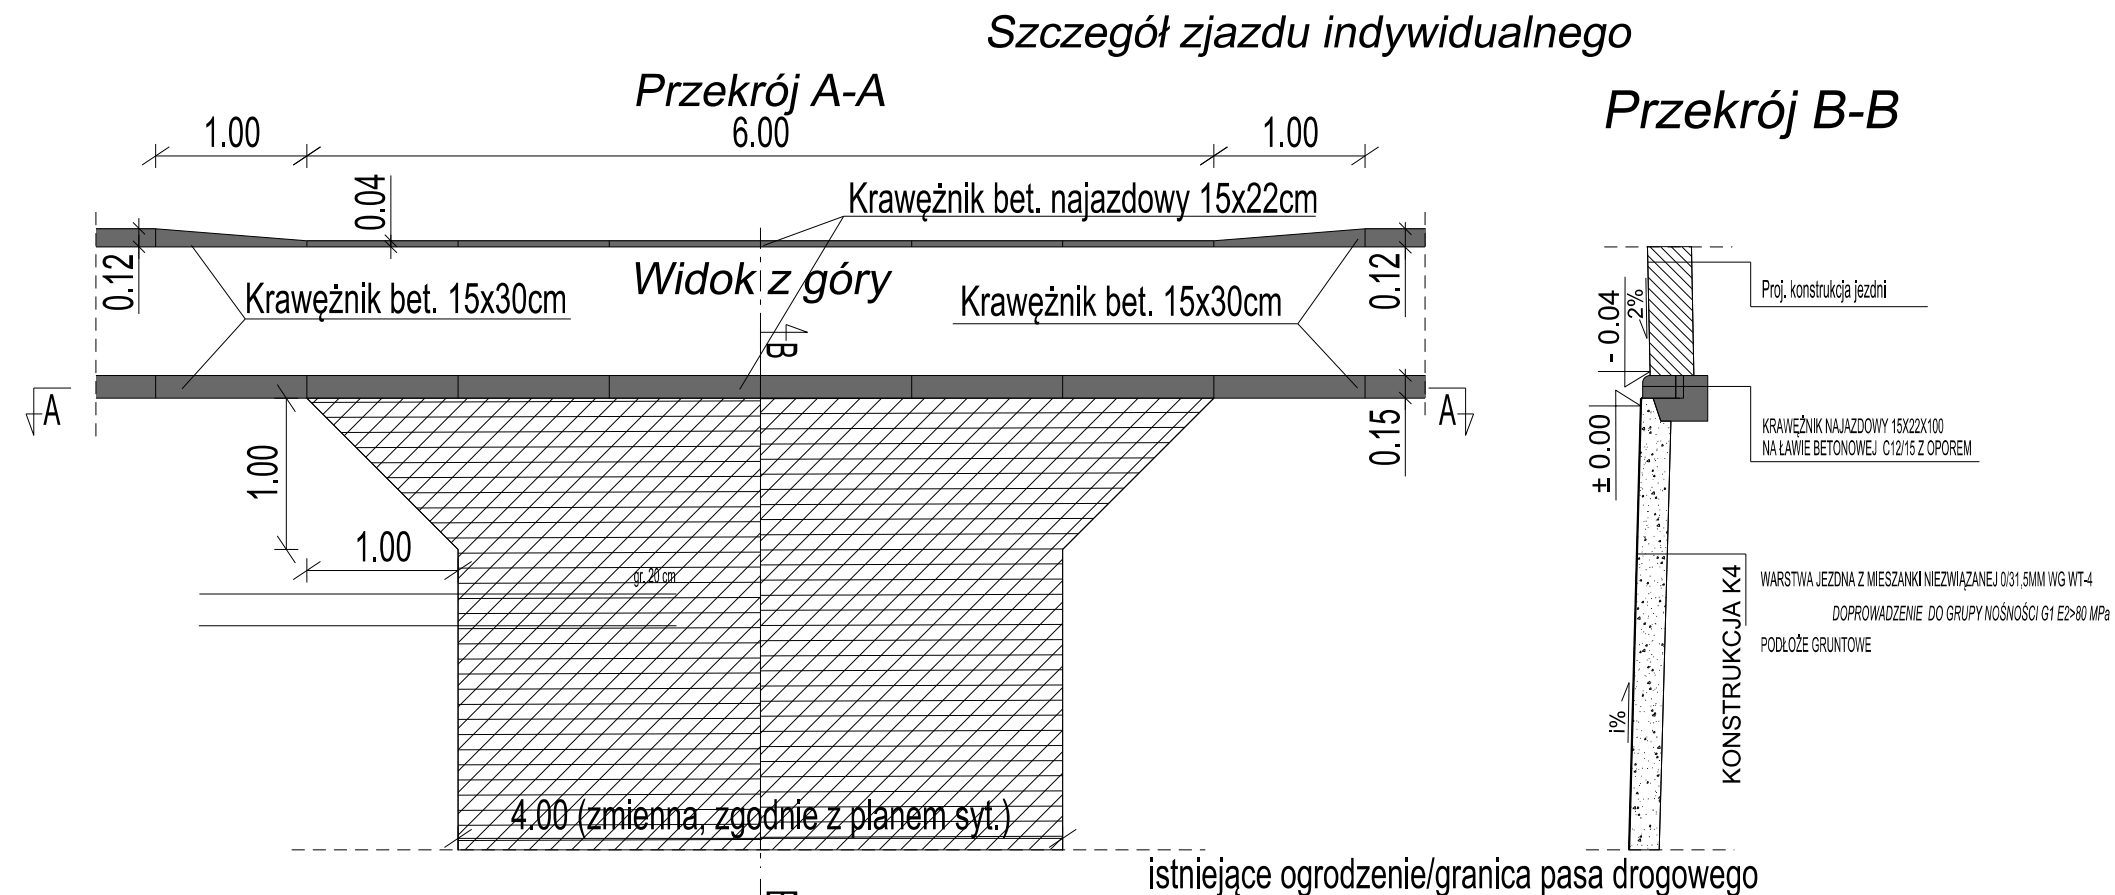 Szczegół zjazdu indywidualnego
Przekrój A-A
Przekrój B-B
1.00
6.00
1.00
0.04
Krawężnik bet. najazdowy 15x22cm
0.12
Krawężnik bet. 15x30cm
Widok z góry
Krawężnik bet. 15x30cm
0.12
B
A
A
0.15
1.00
1.00
gr. 20 cm
4.00 (zmienna, zgodnie z planem syt.)
istniejące ogrodzenie/granica pasa drogowego
2%
- 0.04
± 0.00
Proj. konstrukcja jezdni
KRAWĘŻNIK NAJAZDOWY 15X22X100
NA ŁAWIE BETONOWEJ C12/15 Z OPOREM
KONSTRUKCJA K4
WARSTWA JEZDNA Z MIESZANKI NIEZWIĄZANEJ 0/31,5MM WG WT-4
DOPROWADZENIE DO GRUPY NOŚNOŚCI G1 E2>80 MPa
PODŁOŻE GRUNTOWE
i%